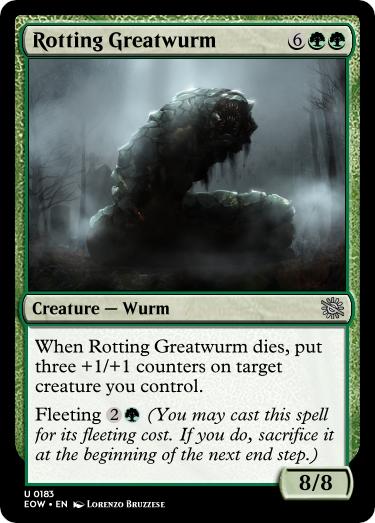 Rotting Greatwurm 6
Creature — Wurm
When Rotting Greatwurm dies, put
three +1/+1 counters on target
creature you control.
Fleeting 2 (You may cast this spell
for its fleeting cost. If you do, sacrifice it
at the beginning of the next end step.)
8/8
U 0183
EOW • EN Lorenzo Bruzzese